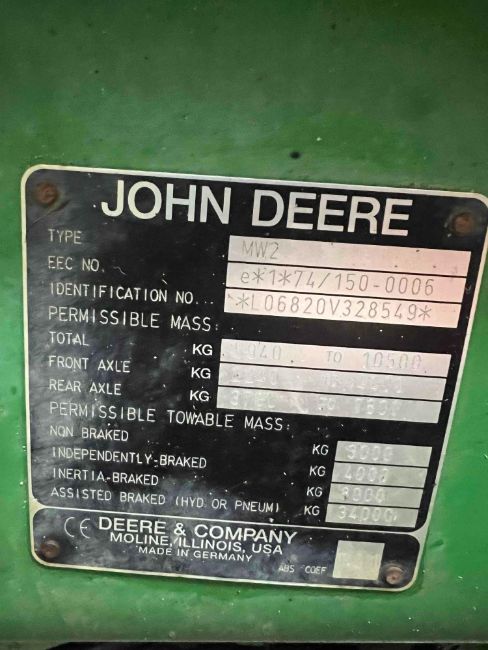 JOHN DEERE
TYPE MW2
EEC NO. e*1*74/150-0006
IDENTIFICATION NO. *L06820V328549*
PERMISSIBLE MASS:
TOTAL KG TO 10500
FRONT AXLE KG
REAR AXLE KG
PERMISSIBLE TOWABLE MASS:
NON BRAKED KG 3000
INDEPENDENTLY-BRAKED KG
INERTIA-BRAKED KG 8000
ASSISTED BRAKED (HYD OR PNEUM) KG 34000
CE DEERE & COMPANY
MOLINE, ILLINOIS, USA
MADE IN GERMANY
ABS COEF